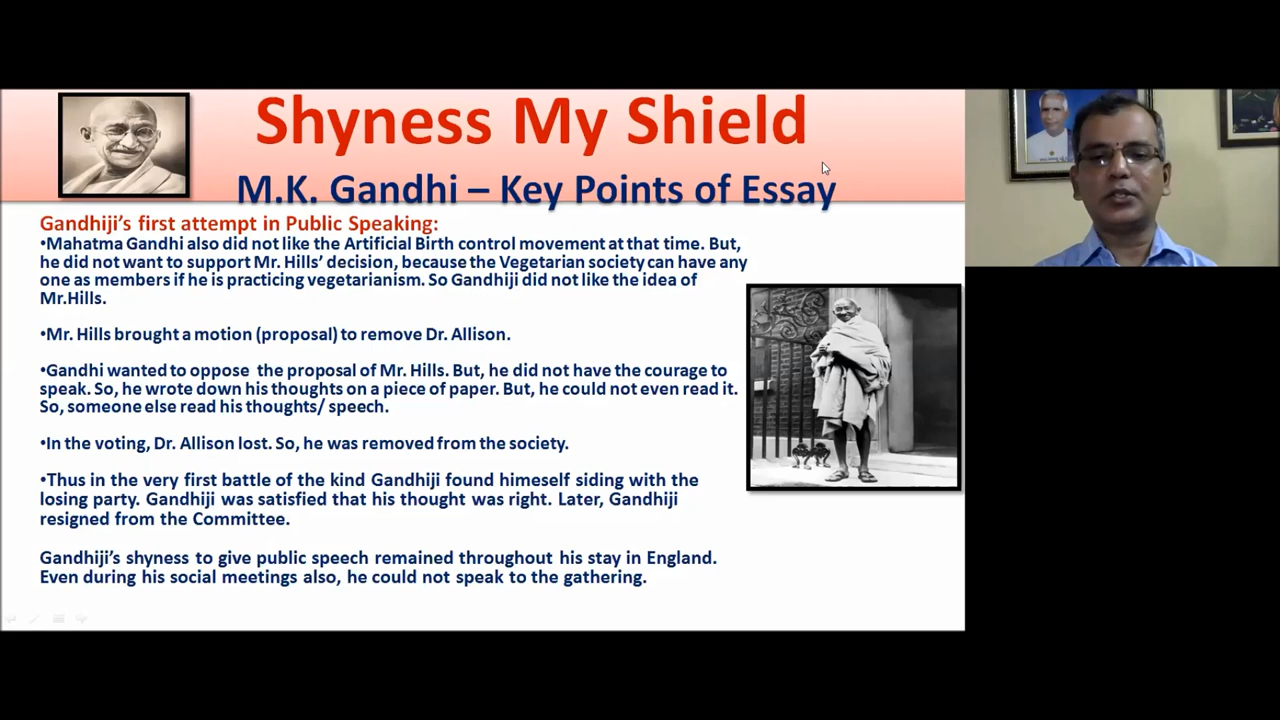 Shyness My Shield
M.K. Gandhi – Key Points of Essay
Gandhiji's first attempt in Public Speaking:
•Mahatma Gandhi also did not like the Artificial Birth control movement at that time. But,
he did not want to support Mr. Hills' decision, because the Vegetarian society can have any
one as members if he is practicing vegetarianism. So Gandhiji did not like the idea of
Mr.Hills.
•Mr. Hills brought a motion (proposal) to remove Dr. Allison.
•Gandhi wanted to oppose the proposal of Mr. Hills. But, he did not have the courage to
speak. So, he wrote down his thoughts on a piece of paper. But, he could not even read it.
So, someone else read his thoughts/ speech.
•In the voting, Dr. Allison lost. So, he was removed from the society.
•Thus in the very first battle of the kind Gandhiji found himeself siding with the
losing party. Gandhiji was satisfied that his thought was right. Later, Gandhiji
resigned from the Committee.
Gandhiji's shyness to give public speech remained throughout his stay in England.
Even during his social meetings also, he could not speak to the gathering.